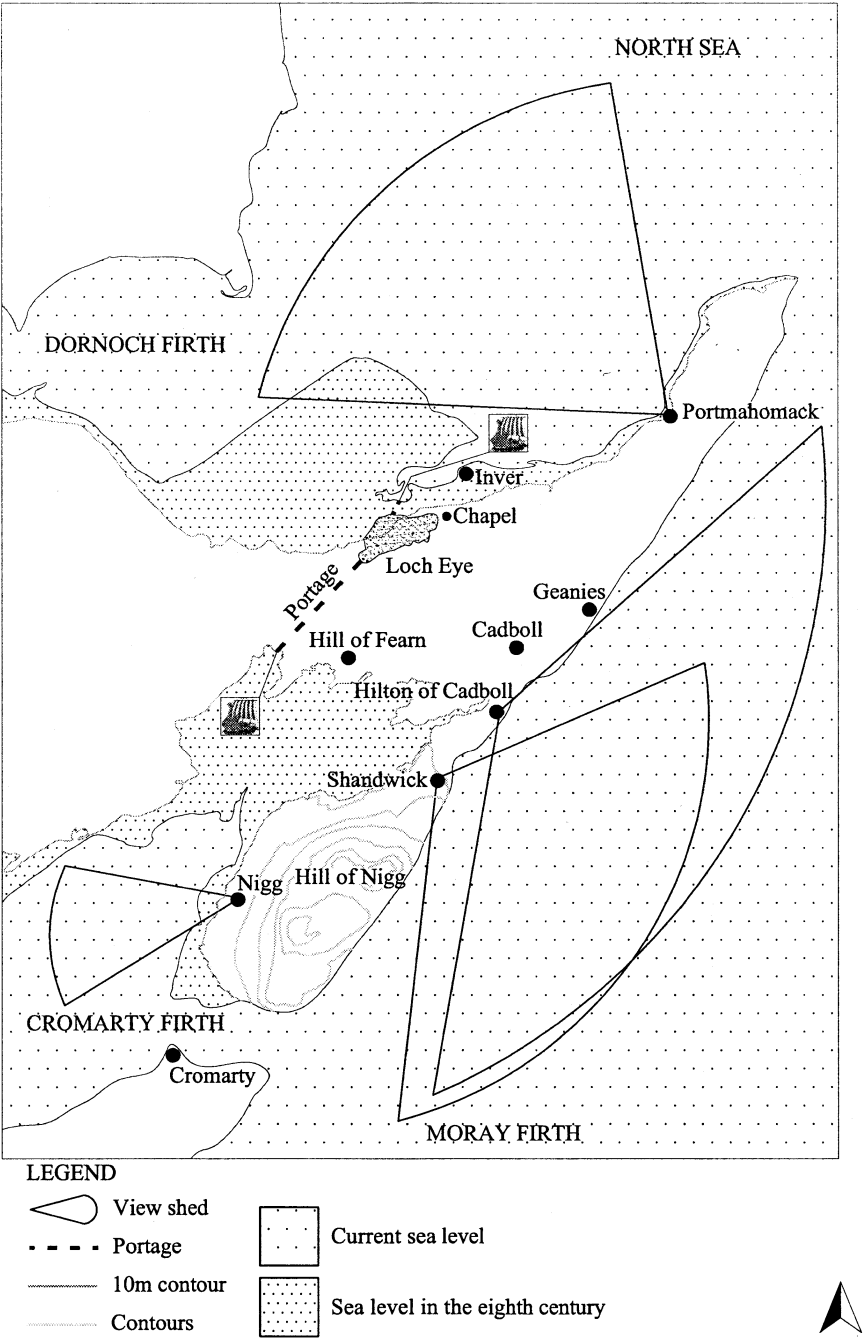 NORTH SEA
DORNOCH FIRTH
Portmahomack
Inver
Chapel
Loch Eye
Portage
Geanies
Cadboll
Hill of Fearn
Hilton of Cadboll
Shandwick
Hill of Nigg
Nigg
CROMARTY FIRTH
Cromarty
MORAY FIRTH
LEGEND
View shed
Portage
10m contour
Contours
Current sea level
Sea level in the eighth century